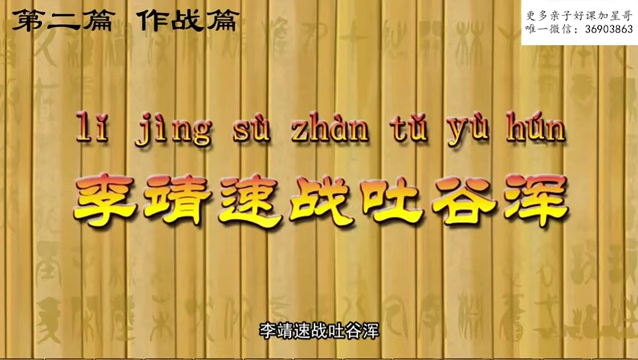 第二篇 作战篇
更多亲子好课加星哥
唯一微信：36903863
lǐ jìng sù zhàn tǔ yù hún
李靖速战吐谷浑
李靖速战吐谷浑